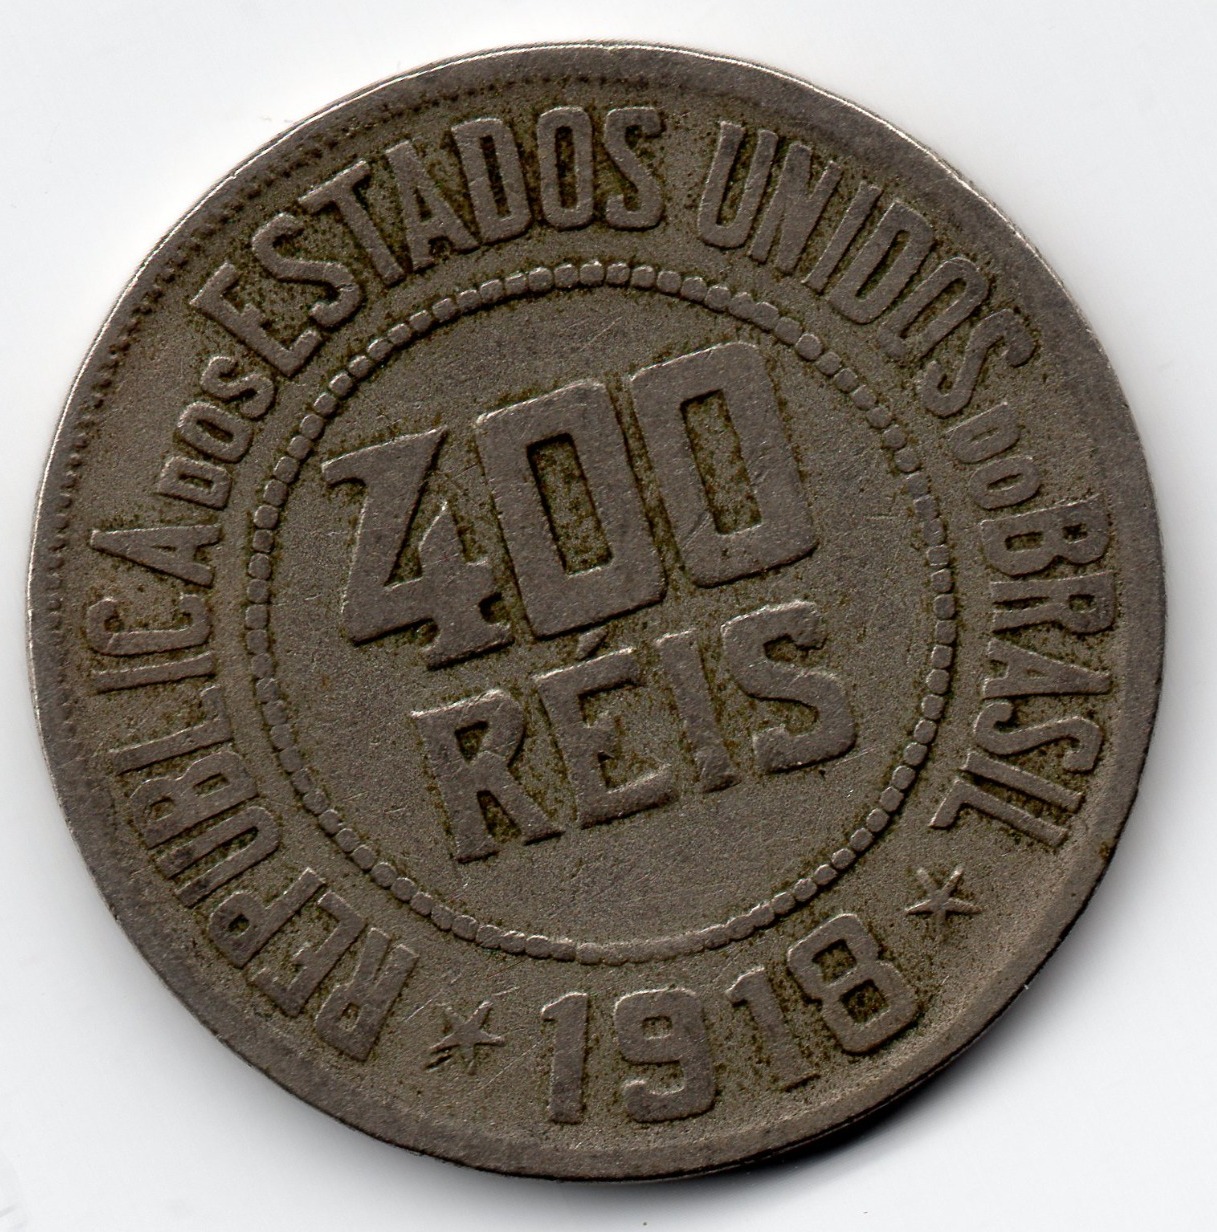 REPUBLICA DOS ESTADOS UNIDOS DO BRASIL
400
RÉIS
★ 1918 ★